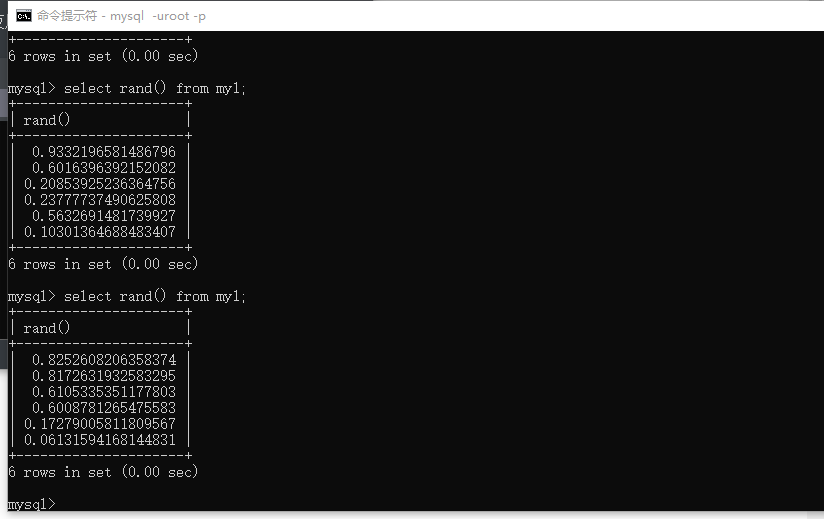 命令提示符 - mysql -uroot -p
+---------------------+
6 rows in set (0.00 sec)
mysql> select rand() from my1;
+---------------------+
| rand()              |
+---------------------+
|  0.9332196581486796 |
|  0.6016396392152082 |
| 0.20853925236364756 |
| 0.23777737490625808 |
|  0.5632691481739927 |
| 0.10301364688483407 |
+---------------------+
6 rows in set (0.00 sec)
mysql> select rand() from my1;
+---------------------+
| rand()              |
+---------------------+
|  0.8252608206358374 |
|  0.8172631932583295 |
|  0.6105335351177803 |
|  0.6008781265475583 |
| 0.17279005811809567 |
| 0.06131594168144831 |
+---------------------+
6 rows in set (0.00 sec)
mysql>